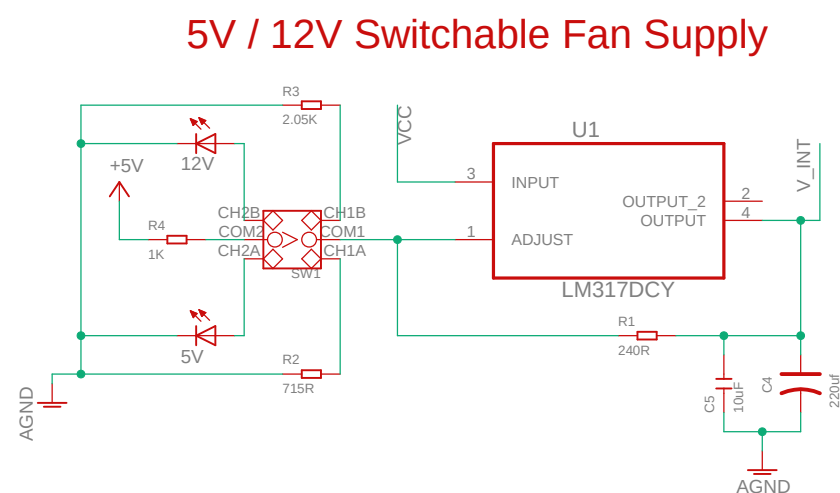 5V / 12V Switchable Fan Supply
R3
2.05K
VCC
U1
V_INT
12V
+5V
3
INPUT
2
OUTPUT_2
4
OUTPUT
CH2B
CH1B
R4
COM2
COM1
1
ADJUST
1K
CH2A
CH1A
SW1
LM317DCY
5V
R1
240R
R2
715R
AGND
C5
10uF
C4
220uf
AGND